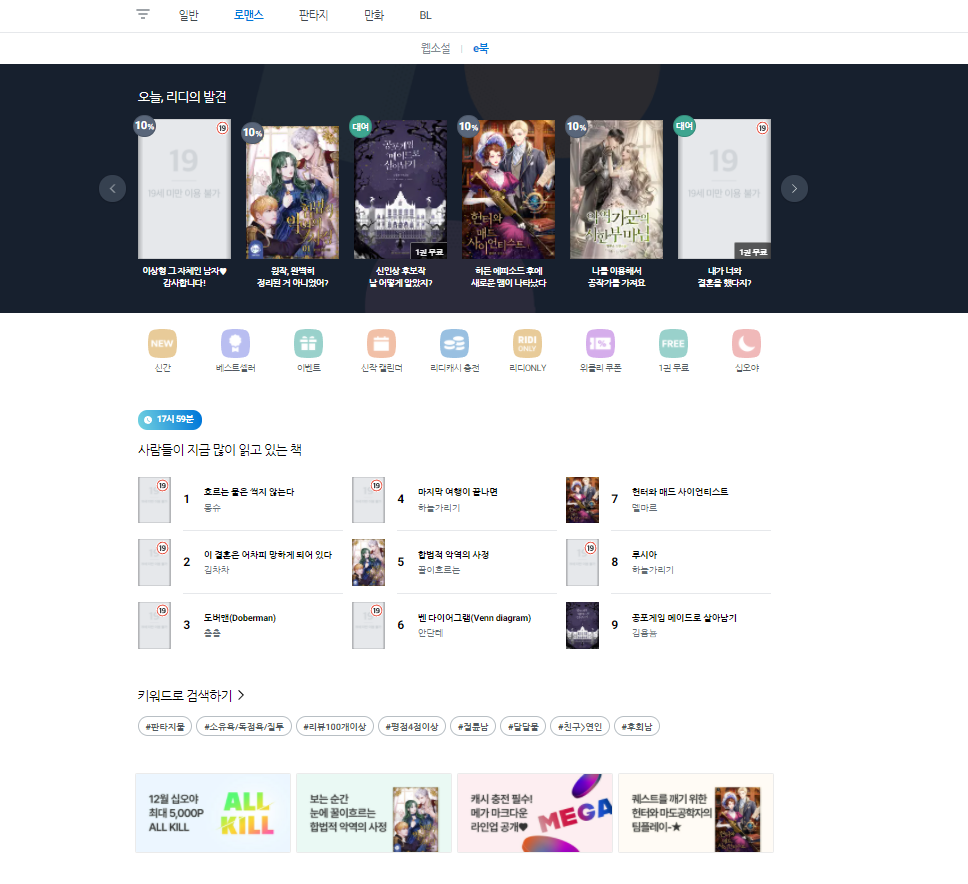 일반 로맨스 판타지 만화 BL
웹소설 e북
오늘, 리디의 발견
10%
19
19
19세 미만 이용 불가
10%
대여
공포게임
메이드로
살아남기
1권 무료
10%
헌터와
매드
사이언티스트
10%
대여
19
19
19세 미만 이용 불가
1권 무료
이상형 그 자체인 남자♥
감사합니다!
원작, 완벽히
정리된 거 아니었어?
신인상 후보작
날 어떻게 알았지?
히든 에피소드 후에
새로운 맵이 나타났다
나를 이용해서
공작가를 가져요
내가 너와
결혼을 했다지?
NEW
신간
베스트셀러
이벤트
신작 캘린더
리디캐시 충전
RIDI
ONLY
리디ONLY
위클리 쿠폰
FREE
1권 무료
십오야
17시 59분
사람들이 지금 많이 읽고 있는 책
19
1 흐르는 물은 썩지 않는다
몽슈
19
2 이 결혼은 어차피 망하게 되어 있다
김차차
19
3 도버맨(Doberman)
춈춈
19
4 마지막 여행이 끝나면
하늘가리기
5 합법적 악역의 사정
꿀이흐르는
19
6 벤 다이어그램(Venn diagram)
안단테
7 헌터와 매드 사이언티스트
델마르
19
8 루시아
하늘가리기
9 공포게임 메이드로 살아남기
키워드로 검색하기 >
#판타지물 #소유욕/독점욕/질투 #리뷰100개이상 #평점4점이상 #절륜남 #달달물 #친구>연인 #후회남
12월 십오야
최대 5,000P
ALL KILL
ALL
KILL
보는 순간
눈에 꿀이흐르는
합법적 악역의 사정
캐시 충전 필수!
메가 마크다운
라인업 공개♥
MEGA
퀘스트를 깨기 위한
헌터와 마도공학자의
팀플레이-★